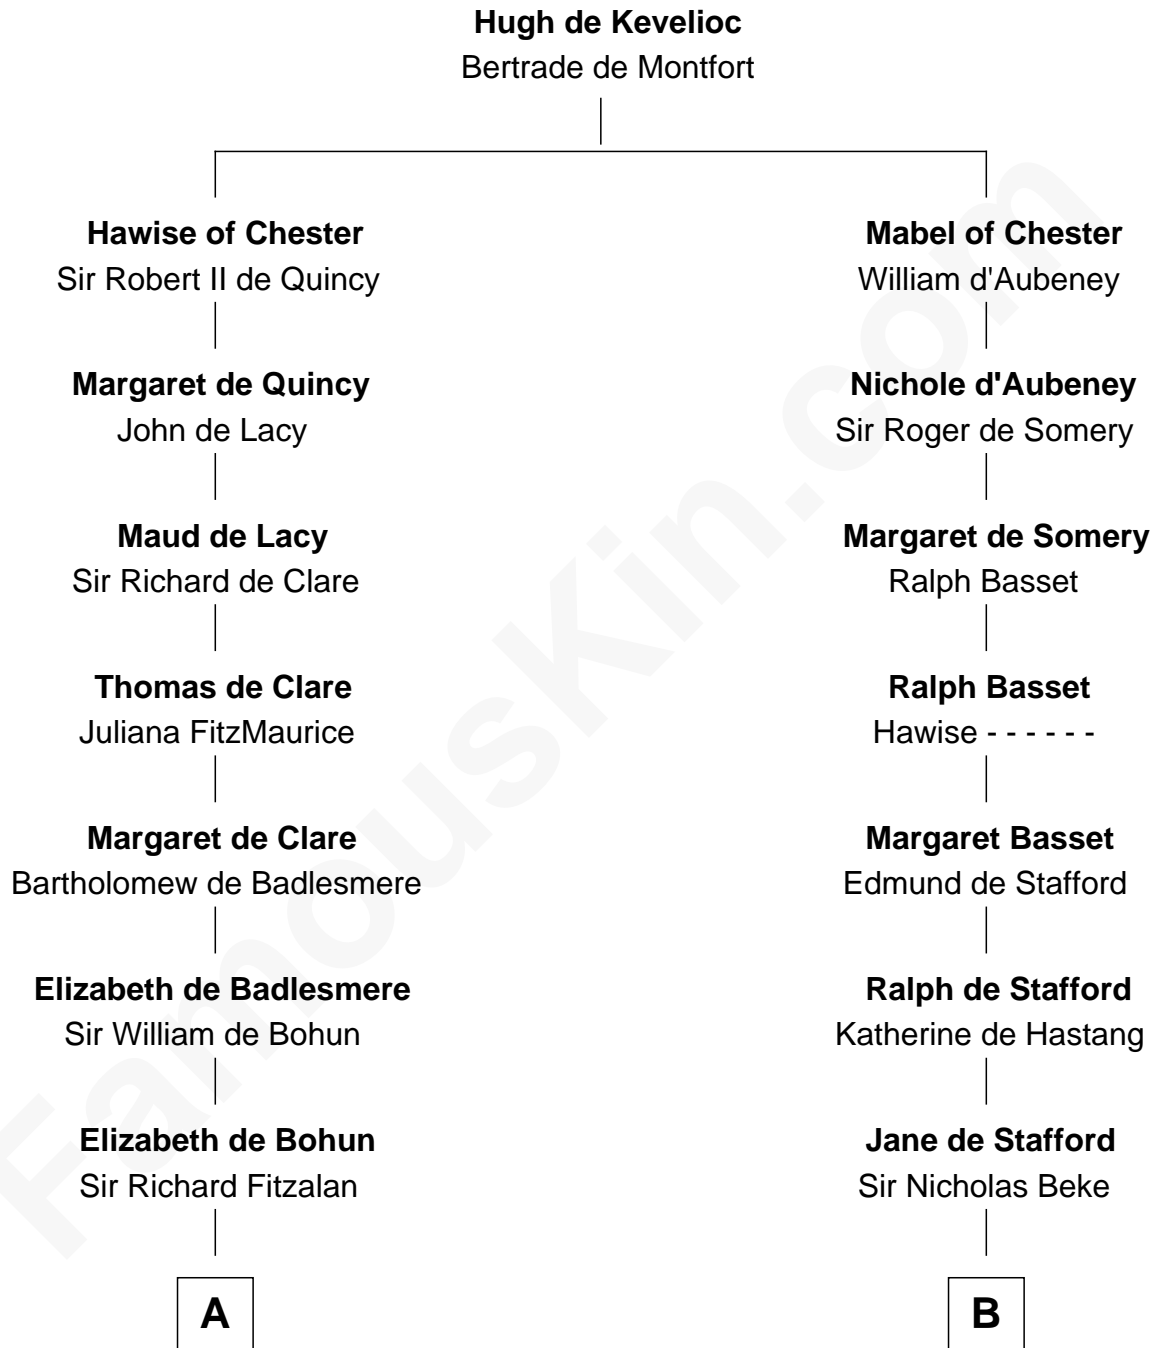 Hugh de Kevelioc
Bertrade de Montfort
Hawise of Chester
Sir Robert II de Quincy
Mabel of Chester
William d'Aubeney
Margaret de Quincy
John de Lacy
Nichole d'Aubeney
Sir Roger de Somery
Maud de Lacy
Sir Richard de Clare
Margaret de Somery
Ralph Basset
Thomas de Clare
Juliana FitzMaurice
Ralph Basset
Hawise - - - - - -
Margaret de Clare
Bartholomew de Badlesmere
Margaret Basset
Edmund de Stafford
Elizabeth de Badlesmere
Sir William de Bohun
Ralph de Stafford
Katherine de Hastang
Elizabeth de Bohun
Sir Richard Fitzalan
Jane de Stafford
Sir Nicholas Beke
A
B
FamousKin.com